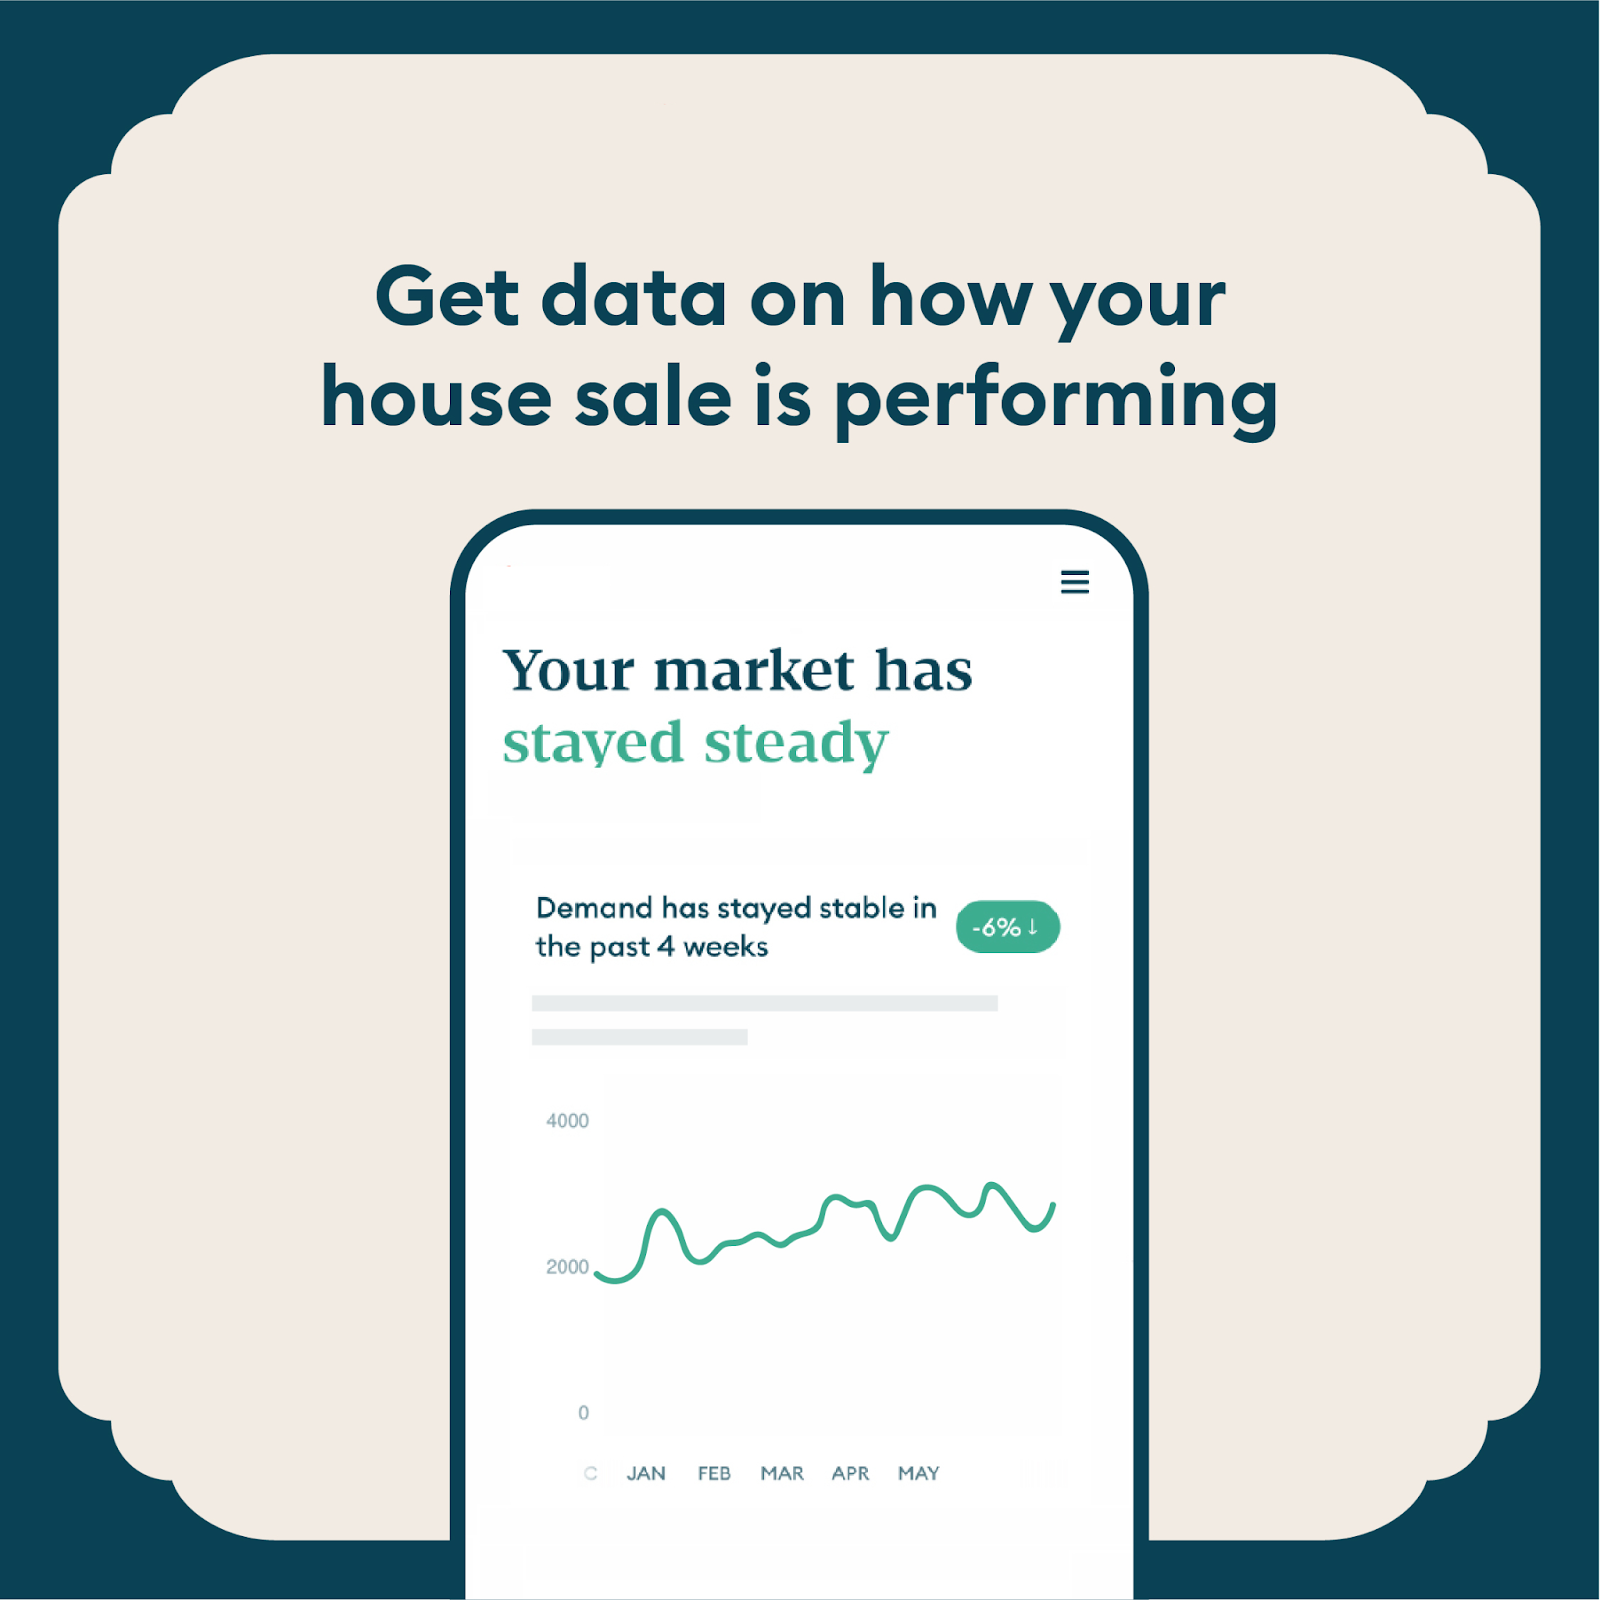 Get data on how your
house sale is performing
Your market has
stayed steady
Demand has stayed stable in
the past 4 weeks
-6% ↓
4000
2000
0
C JAN FEB MAR APR MAY